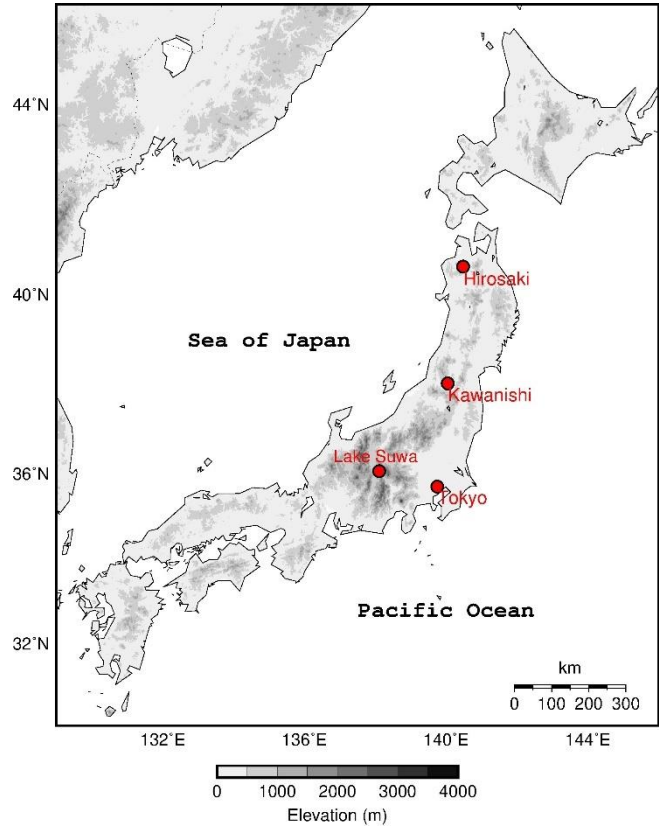 44°N
40°N
36°N
32°N
Hirosaki
Sea of Japan
Kawanishi
Lake Suwa
Tokyo
Pacific Ocean
km
0 100 200 300
132°E 136°E 140°E 144°E
0 1000 2000 3000 4000
Elevation (m)